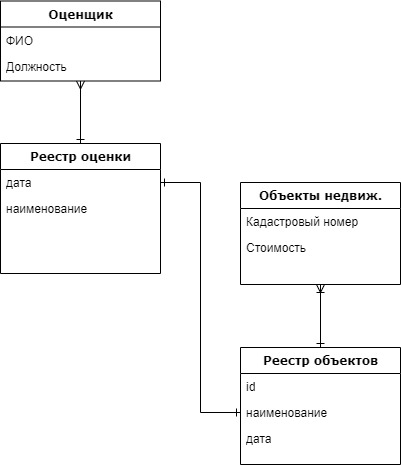 Оценщик
ФИО
Должность
Реестр оценки
дата
наименование
Объекты недвиж.
Кадастровый номер
Стоимость
Реестр объектов
id
наименование
дата